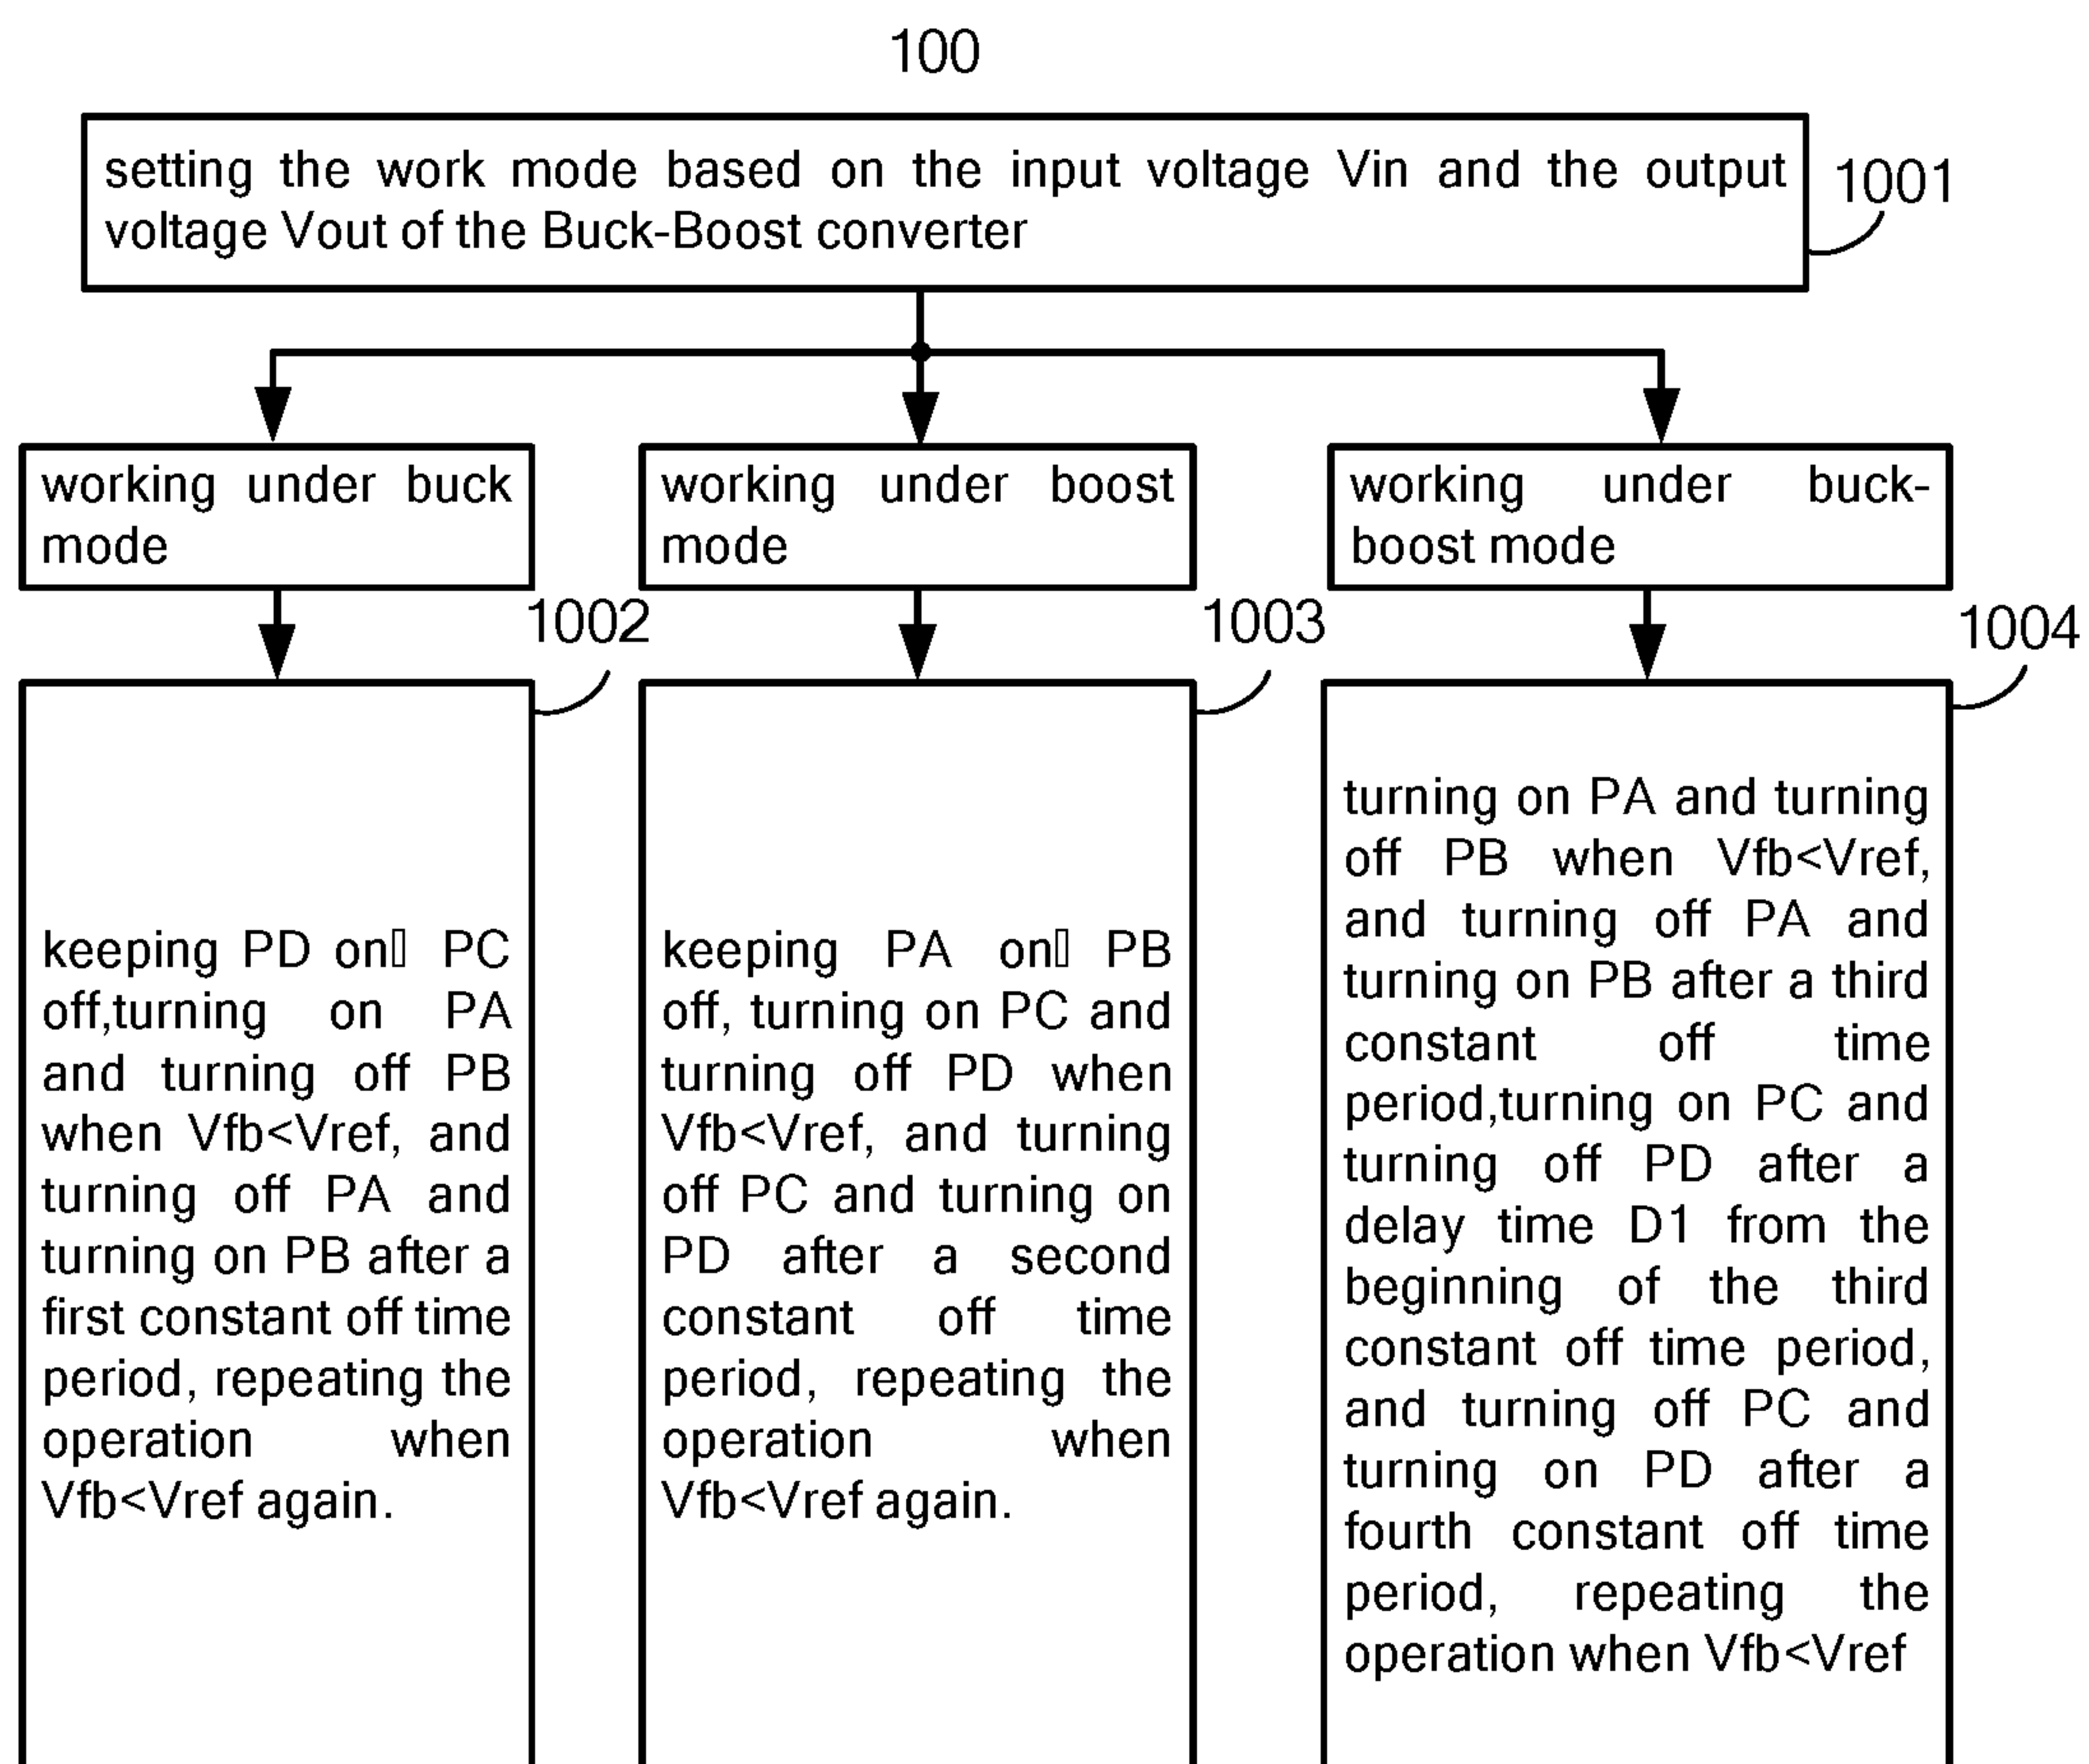 100
setting the work mode based on the input voltage Vin and the output
voltage Vout of the Buck-Boost converter
1001
working under buck
mode
working under boost
mode
working under buck-
boost mode
1002
keeping PD on▯ PC
off,turning on PA
and turning off PB
when Vfb<Vref, and
turning off PA and
turning on PB after a
first constant off time
period, repeating the
operation when
Vfb<Vref again.
1003
keeping PA on▯ PB
off, turning on PC and
turning off PD when
Vfb<Vref, and turning
off PC and turning on
PD after a second
constant off time
period, repeating the
operation when
Vfb<Vref again.
1004
turning on PA and turning
off PB when Vfb<Vref,
and turning off PA and
turning on PB after a third
constant off time
period,turning on PC and
turning off PD after a
delay time D1 from the
beginning of the third
constant off time period,
and turning off PC and
turning on PD after a
fourth constant off time
period, repeating the
operation when Vfb<Vref